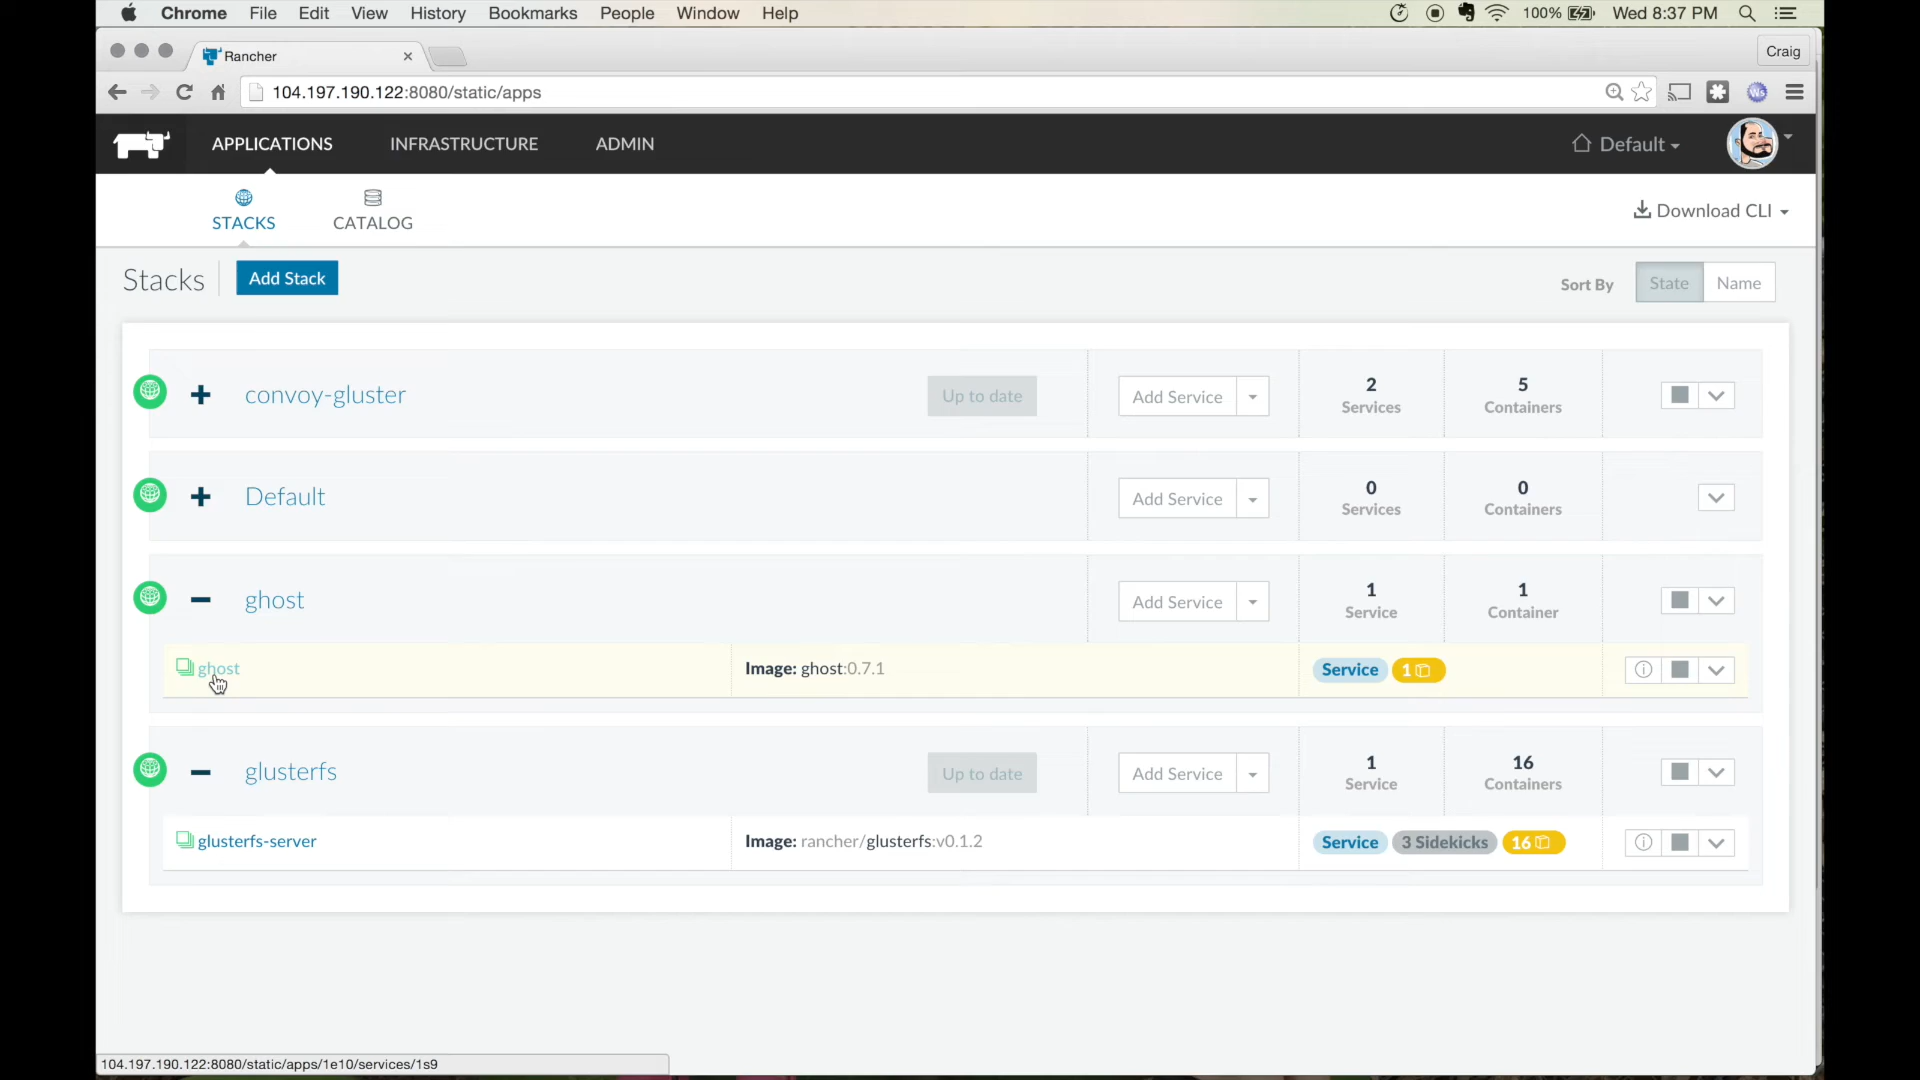 Chrome File Edit View History Bookmarks People Window Help 100% Wed 8:37 PM
Rancher Craig
104.197.190.122:8080/static/apps
APPLICATIONS INFRASTRUCTURE ADMIN Default
STACKS CATALOG Download CLI
Stacks Add Stack Sort By State Name
convoy-gluster Up to date Add Service 2 Services 5 Containers
Default Add Service 0 Services 0 Containers
ghost Add Service 1 Service 1 Container
ghost Image: ghost:0.7.1 Service 1
glusterfs Up to date Add Service 1 Service 16 Containers
glusterfs-server Image: rancher/glusterfs:v0.1.2 Service 3 Sidekicks 16
104.197.190.122:8080/static/apps/1e10/services/1s9